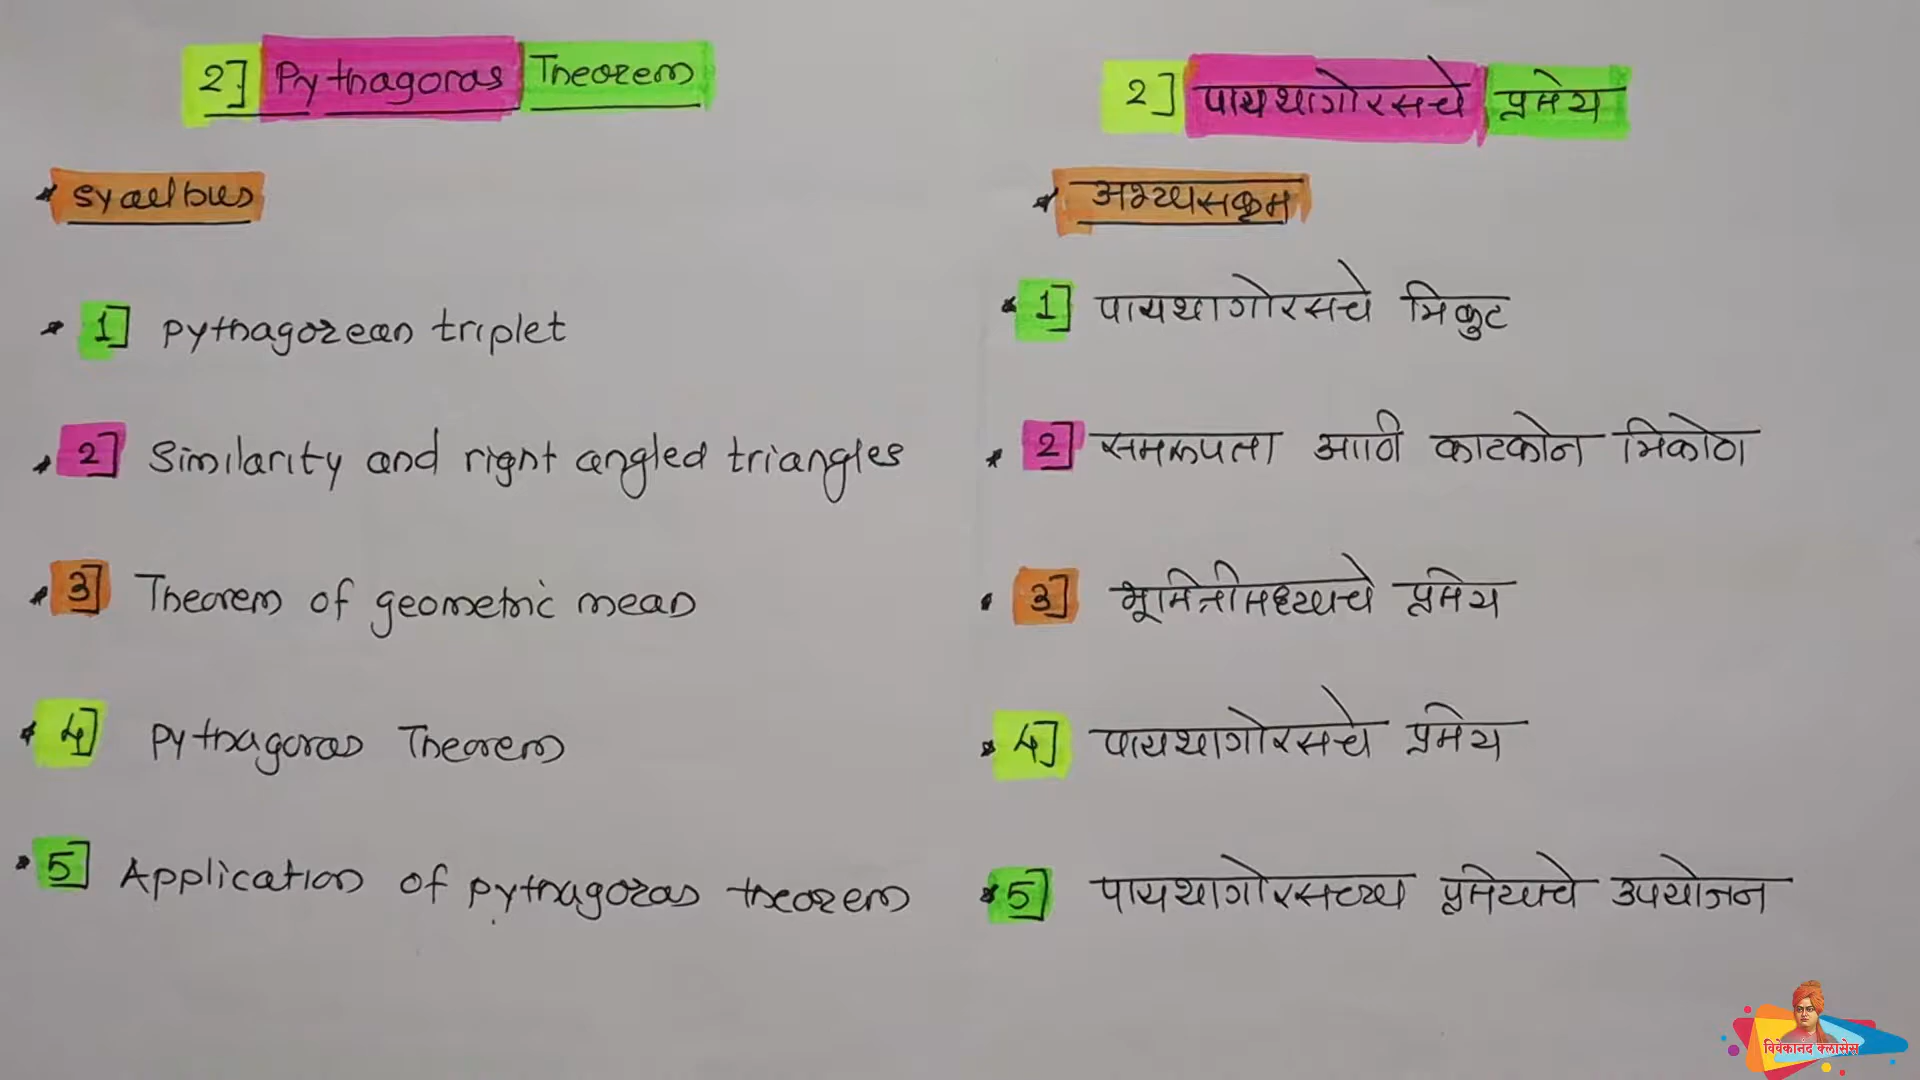 2] Pythagoras Theorem
* syaelbus
* 1] pythagorean triplet
* 2] Similarity and right angled triangles
* 3] Theorem of geometric mean
* 4] Pythagoras Theorem
* 5] Application of pythagoras theorem
2] पायथागोरसचे प्रमेय
* अभ्यासक्रम
* 1] पायथागोरसचे त्रिकुट
* 2] समरूपता आणि काटकोन त्रिकोण
* 3] भूमितीमध्याचे प्रमेय
* 4] पायथागोरसचे प्रमेय
* 5] पायथागोरसच्या प्रमेयाचे उपयोजन
विवेकानंद क्लासेस